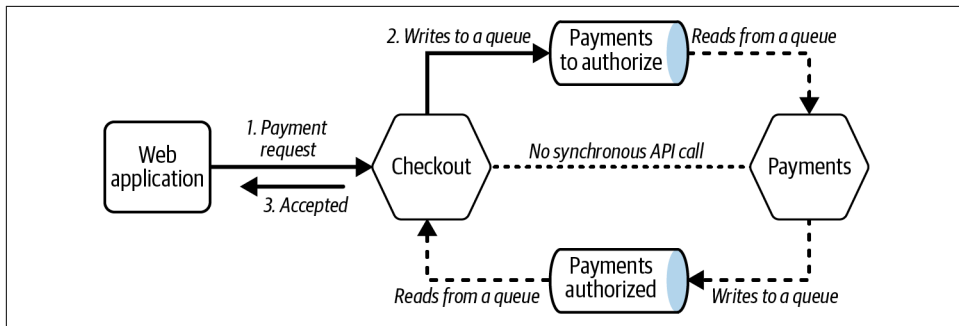 2. Writes to a queue
Payments
to authorize
Reads from a queue
1. Payment
request
Web
application
Checkout
No synchronous API call
Payments
3. Accepted
Reads from a queue
Payments
authorized
Writes to a queue